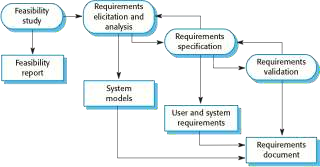 Feasibility
study
Requirements
elicitation and
analysis
Requirements
specification
Requirements
validation
Feasibility
report
System
models
User and system
requirements
Requirements
document